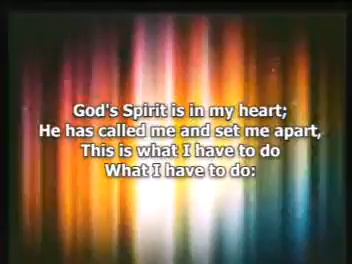 God's Spirit is in my heart;
He has called me and set me apart,
This is what I have to do
What I have to do: